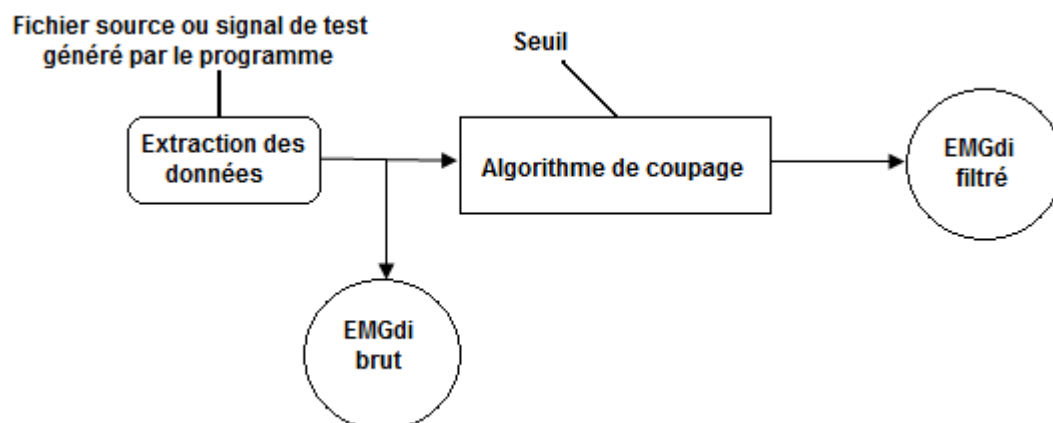 Fichier source ou signal de test
généré par le programme
Seuil
Extraction des
données
Algorithme de coupage
EMGdi
filtré
EMGdi
brut